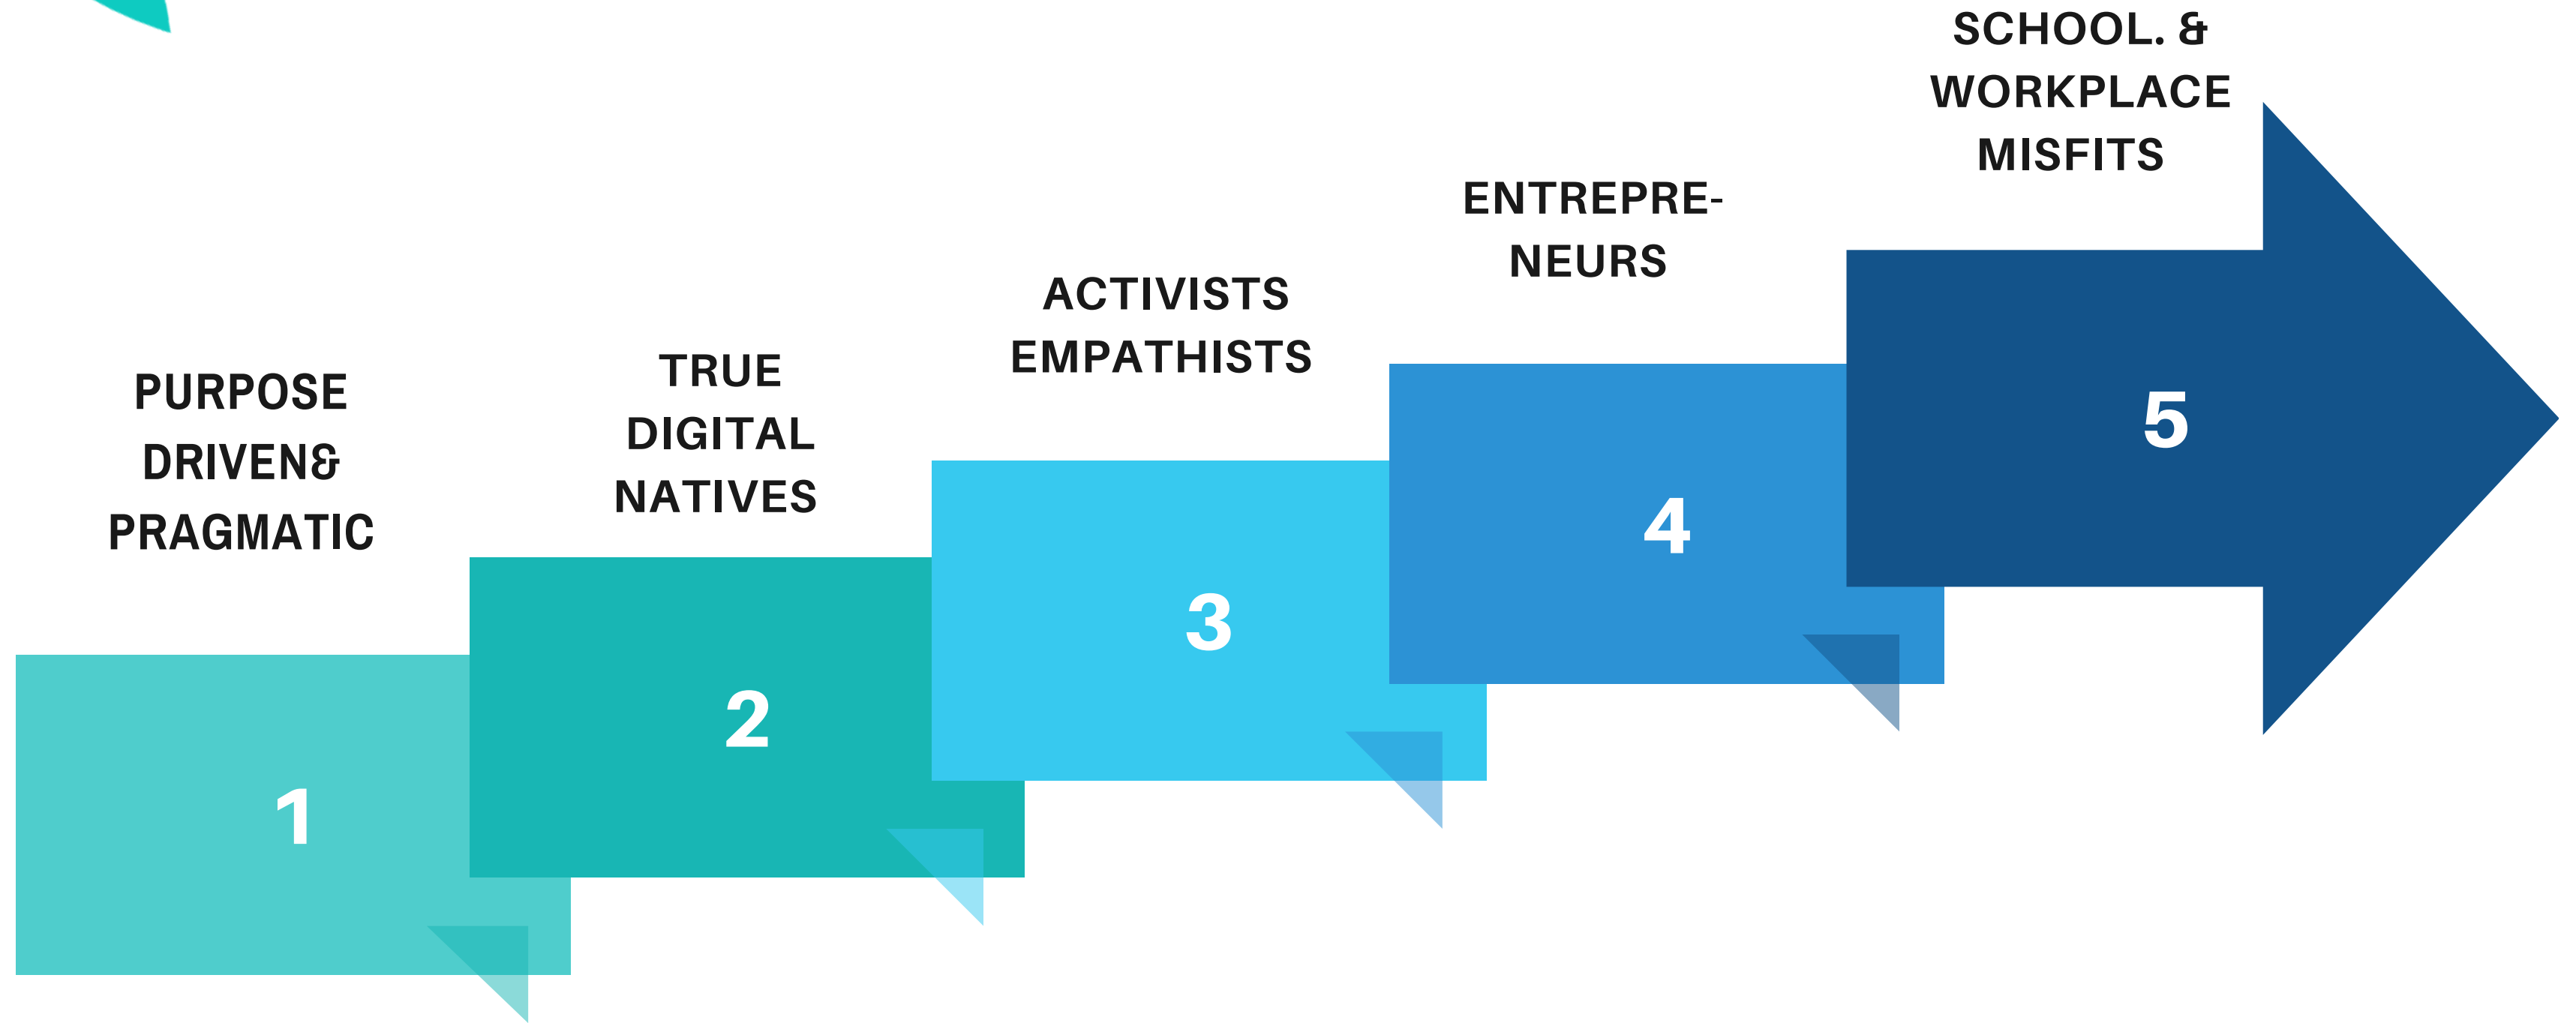 PURPOSE
DRIVEN&
PRAGMATIC
1
TRUE
DIGITAL
NATIVES
2
ACTIVISTS
EMPATHISTS
3
ENTREPRE-
NEURS
4
SCHOOL. &
WORKPLACE
MISFITS
5